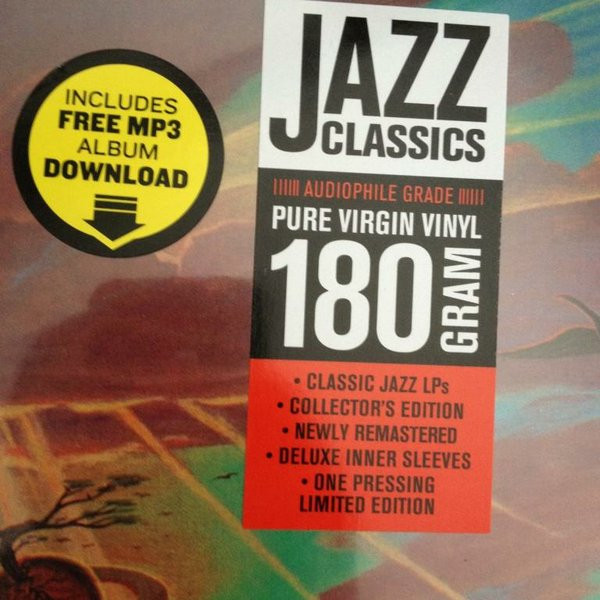 INCLUDES
FREE MP3
ALBUM
DOWNLOAD
JAZZ
CLASSICS
AUDIOPHILE GRADE
PURE VIRGIN VINYL
180
GRAM
• CLASSIC JAZZ LPs
• COLLECTOR'S EDITION
• NEWLY REMASTERED
• DELUXE INNER SLEEVES
• ONE PRESSING
LIMITED EDITION